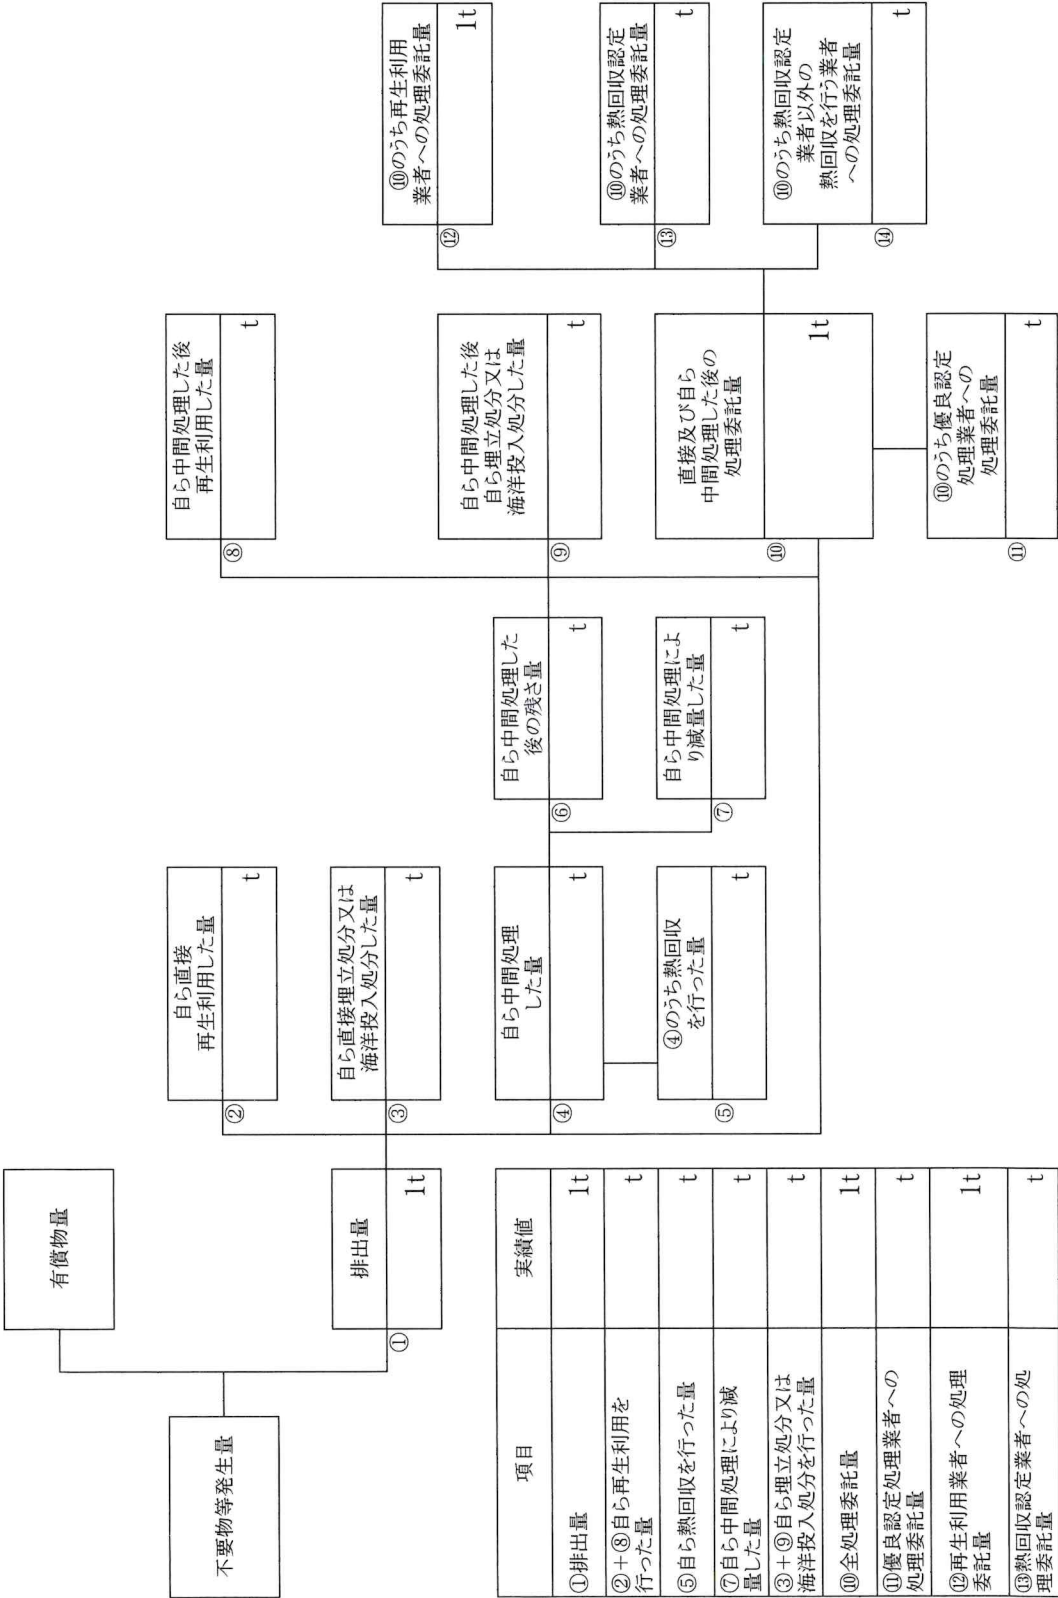 不要物等発生量
有償物量
排出量
①
1t
自ら直接
再生利用した量
②
t
自ら直接埋立処分又は
海洋投入処分した量
③
t
自ら中間処理
した量
④
t
④のうち熱回収
を行った量
⑤
t
自ら中間処理した
後の残さ量
⑥
t
自ら中間処理によ
り減量した量
⑦
t
自ら中間処理した後
再生利用した量
⑧
t
自ら中間処理した後
自ら埋立処分又は
海洋投入処分した量
⑨
t
直接及び自ら
中間処理した後の
処理委託量
⑩
1t
⑩のうち優良認定
処理業者への
処理委託量
⑪
t
⑩のうち再生利用
業者への処理委託量
⑫
1t
⑩のうち熱回収認定
業者への処理委託量
⑬
t
⑩のうち熱回収認定
業者以外の
熱回収を行う業者
への処理委託量
⑭
t
項目 実績値
①排出量 1t
②+⑧自ら再生利用を
行った量 t
⑤自ら熱回収を行った量 t
⑦自ら中間処理により減
量した量 t
③+⑨自ら埋立処分又は
海洋投入処分を行った量 t
⑩全処理委託量 1t
⑪優良認定処理業者への
処理委託量 t
⑫再生利用業者への処理
委託量 1t
⑬熱回収認定業者への処
理委託量 t